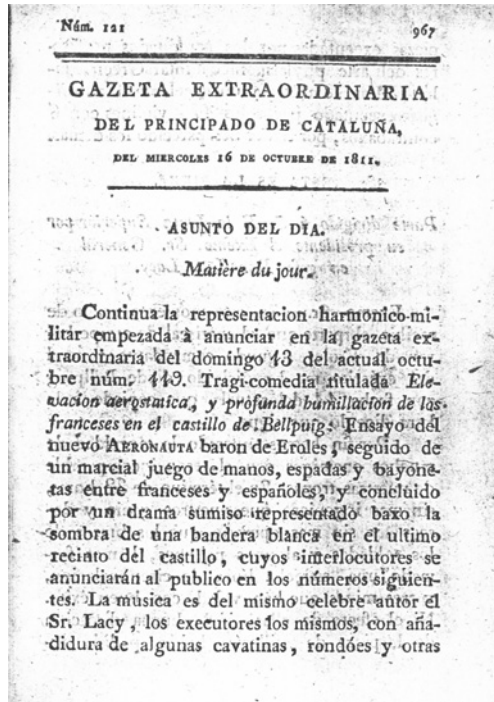 Núm. 121 967
GAZETA EXTRAORDINARIA
DEL PRINCIPADO DE CATALUÑA,
DEL MIERCOLES 16 DE OCTUBRE DE 1811.
ASUNTO DEL DIA.
Matière du jour.
Continua la representacion harmónico-mi-
litar empezada à anunciar en la gazeta ex-
traordinaria del domingo 13 del actual octu-
bre núm. 119. Tragi-comedia titulada Ele-
vacion aerostatica, y profunda humillacion de los
franceses en el castillo de Bellpuig: Ensayo del
nuevo AERONAUTA baron de Eroles, seguido de
un marcial juego de manos, espadas y bayone-
tas entre franceses y españoles, y concluido
por un drama sumiso representado baxo la
sombra de una bandera blanca en el ultimo
recinto del castillo, cuyos interlocutores se
anunciarán al publico en los números siguien-
tes. La musica es del mismo celebre autor el
Sr. Lacy, los executores los mismos, con aña-
didura de algunas cavatinas, rondóes y otras